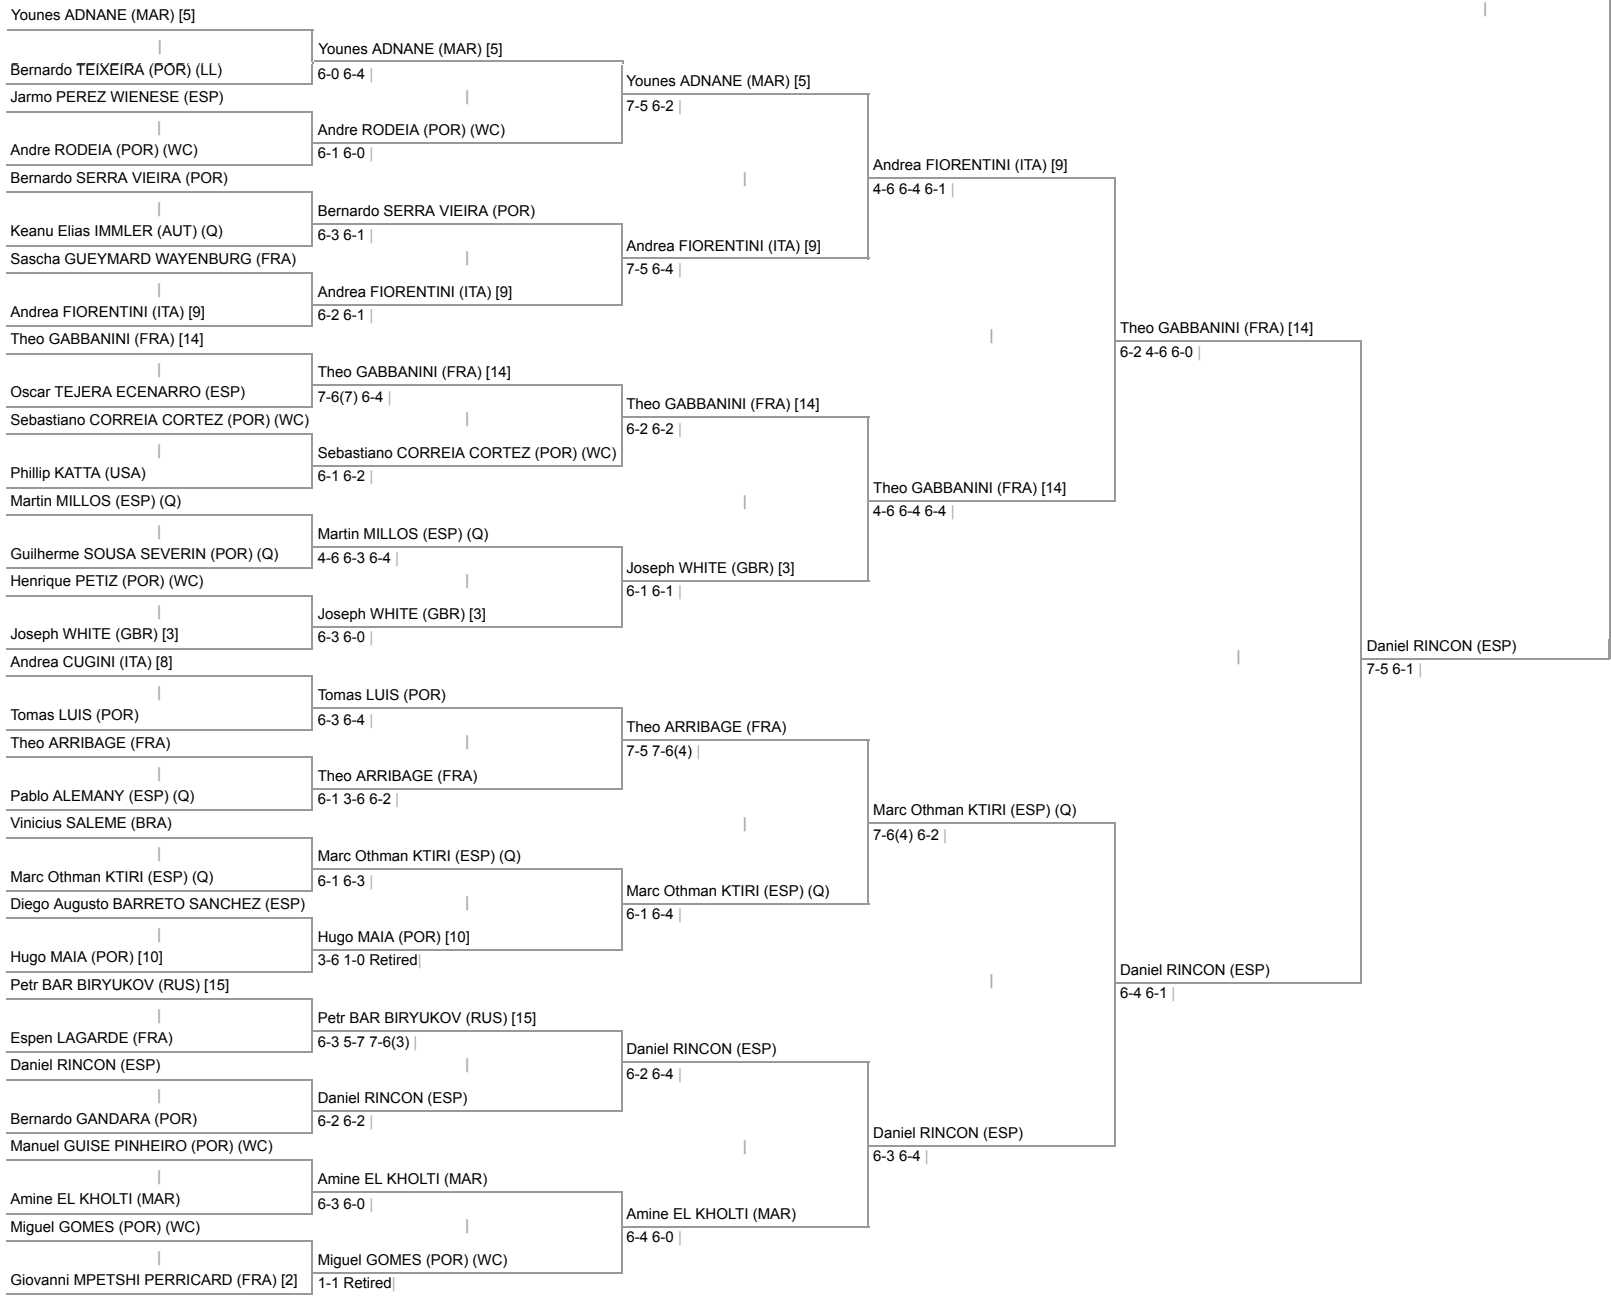 Younes ADNANE (MAR) [5]
Bernardo TEIXEIRA (POR) (LL)
Jarmo PEREZ WIENESE (ESP)
Andre RODEIA (POR) (WC)
Bernardo SERRA VIEIRA (POR)
Keanu Elias IMMLER (AUT) (Q)
Sascha GUEYMARD WAYENBURG (FRA)
Andrea FIORENTINI (ITA) [9]
Theo GABBANINI (FRA) [14]
Oscar TEJERA ECENARRO (ESP)
Sebastiano CORREIA CORTEZ (POR) (WC)
Phillip KATTA (USA)
Martin MILLOS (ESP) (Q)
Guilherme SOUSA SEVERIN (POR) (Q)
Henrique PETIZ (POR) (WC)
Joseph WHITE (GBR) [3]
Andrea CUGINI (ITA) [8]
Tomas LUIS (POR)
Theo ARRIBAGE (FRA)
Pablo ALEMANY (ESP) (Q)
Vinicius SALEME (BRA)
Marc Othman KTIRI (ESP) (Q)
Diego Augusto BARRETO SANCHEZ (ESP)
Hugo MAIA (POR) [10]
Petr BAR BIRYUKOV (RUS) [15]
Espen LAGARDE (FRA)
Daniel RINCON (ESP)
Bernardo GANDARA (POR)
Manuel GUISE PINHEIRO (POR) (WC)
Amine EL KHOLTI (MAR)
Miguel GOMES (POR) (WC)
Giovanni MPETSHI PERRICARD (FRA) [2]
Younes ADNANE (MAR) [5]
6-0 6-4
Andre RODEIA (POR) (WC)
6-1 6-0
Bernardo SERRA VIEIRA (POR)
6-3 6-1
Andrea FIORENTINI (ITA) [9]
6-2 6-1
Theo GABBANINI (FRA) [14]
7-6(7) 6-4
Sebastiano CORREIA CORTEZ (POR) (WC)
6-1 6-2
Martin MILLOS (ESP) (Q)
4-6 6-3 6-4
Joseph WHITE (GBR) [3]
6-3 6-0
Tomas LUIS (POR)
6-3 6-4
Theo ARRIBAGE (FRA)
6-1 3-6 6-2
Marc Othman KTIRI (ESP) (Q)
6-1 6-3
Hugo MAIA (POR) [10]
3-6 1-0 Retired
Petr BAR BIRYUKOV (RUS) [15]
6-3 5-7 7-6(3)
Daniel RINCON (ESP)
6-2 6-2
Amine EL KHOLTI (MAR)
6-3 6-0
Miguel GOMES (POR) (WC)
1-1 Retired
Younes ADNANE (MAR) [5]
7-5 6-2
Andrea FIORENTINI (ITA) [9]
7-5 6-4
Theo GABBANINI (FRA) [14]
6-2 6-2
Joseph WHITE (GBR) [3]
6-1 6-1
Theo ARRIBAGE (FRA)
7-5 7-6(4)
Marc Othman KTIRI (ESP) (Q)
6-1 6-4
Daniel RINCON (ESP)
6-2 6-4
Amine EL KHOLTI (MAR)
6-4 6-0
Andrea FIORENTINI (ITA) [9]
4-6 6-4 6-1
Theo GABBANINI (FRA) [14]
4-6 6-4 6-4
Marc Othman KTIRI (ESP) (Q)
7-6(4) 6-2
Daniel RINCON (ESP)
6-3 6-4
Theo GABBANINI (FRA) [14]
6-2 4-6 6-0
Daniel RINCON (ESP)
6-4 6-1
Daniel RINCON (ESP)
7-5 6-1